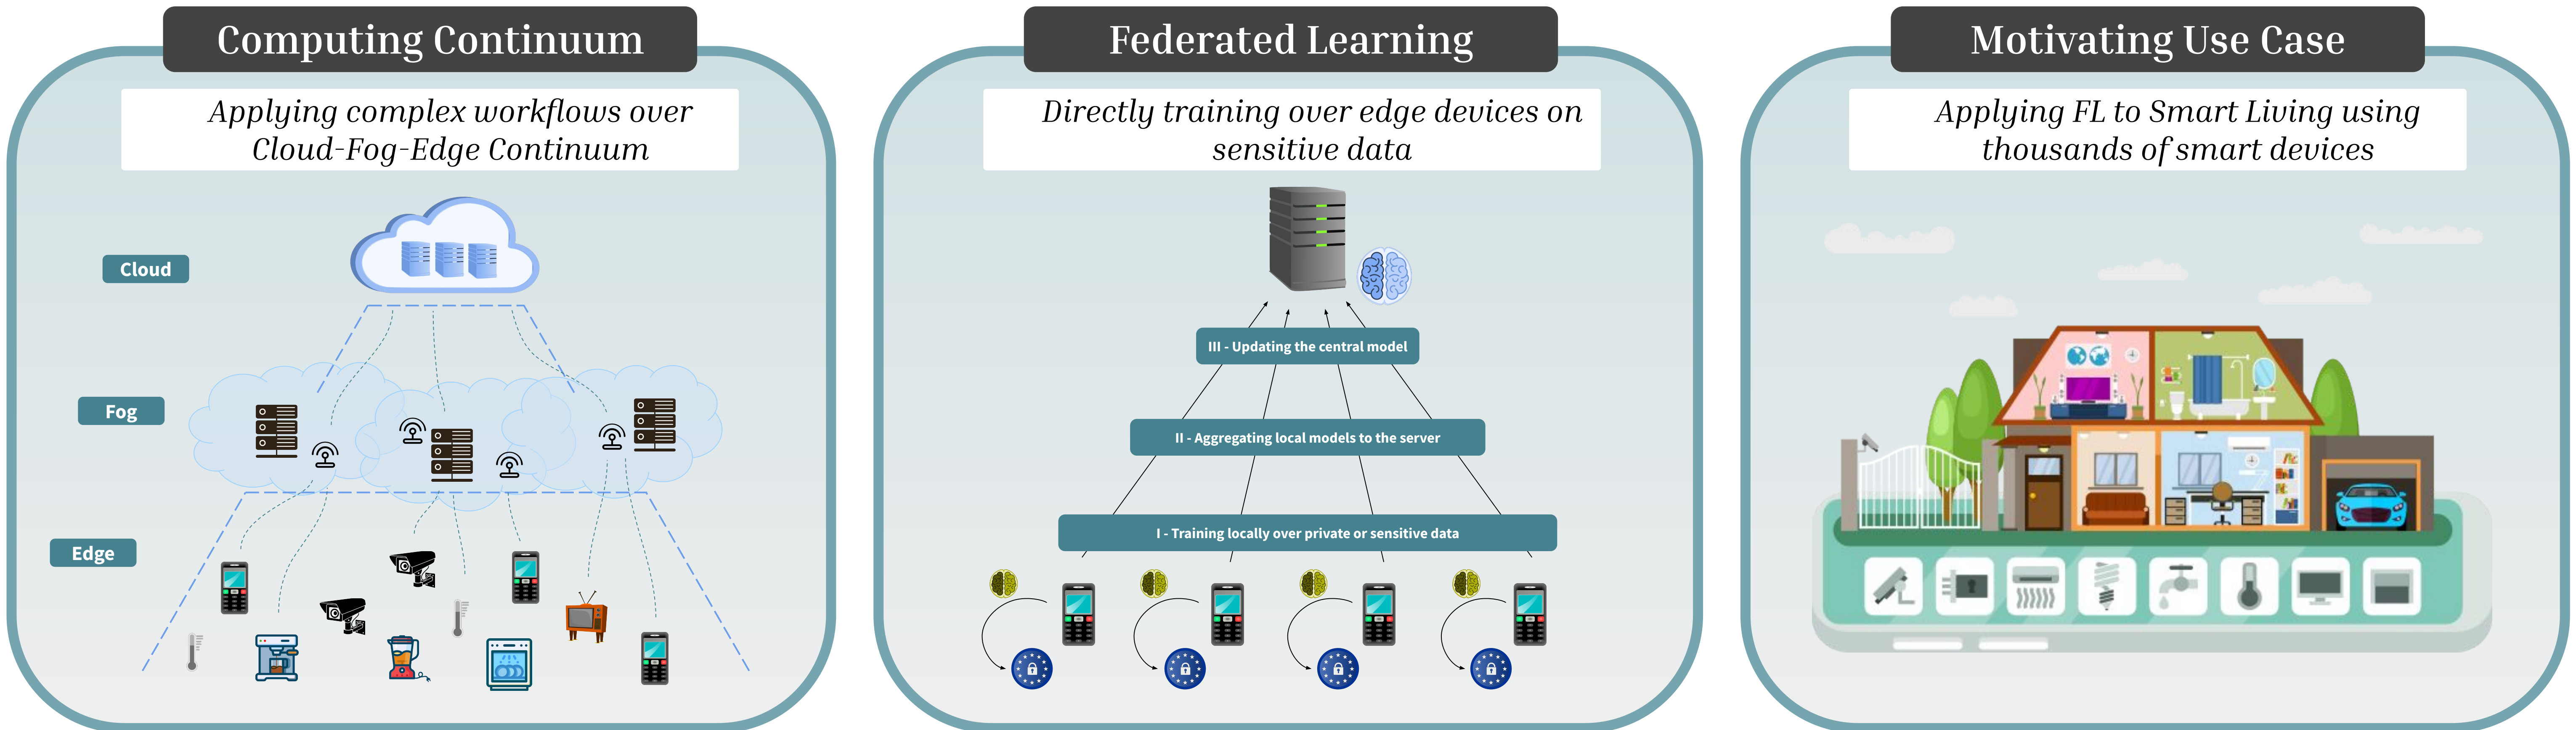 Computing Continuum
Applying complex workflows over
Cloud-Fog-Edge Continuum
Cloud
Fog
Edge
Federated Learning
Directly training over edge devices on
sensitive data
III - Updating the central model
II - Aggregating local models to the server
I - Training locally over private or sensitive data
Motivating Use Case
Applying FL to Smart Living using
thousands of smart devices